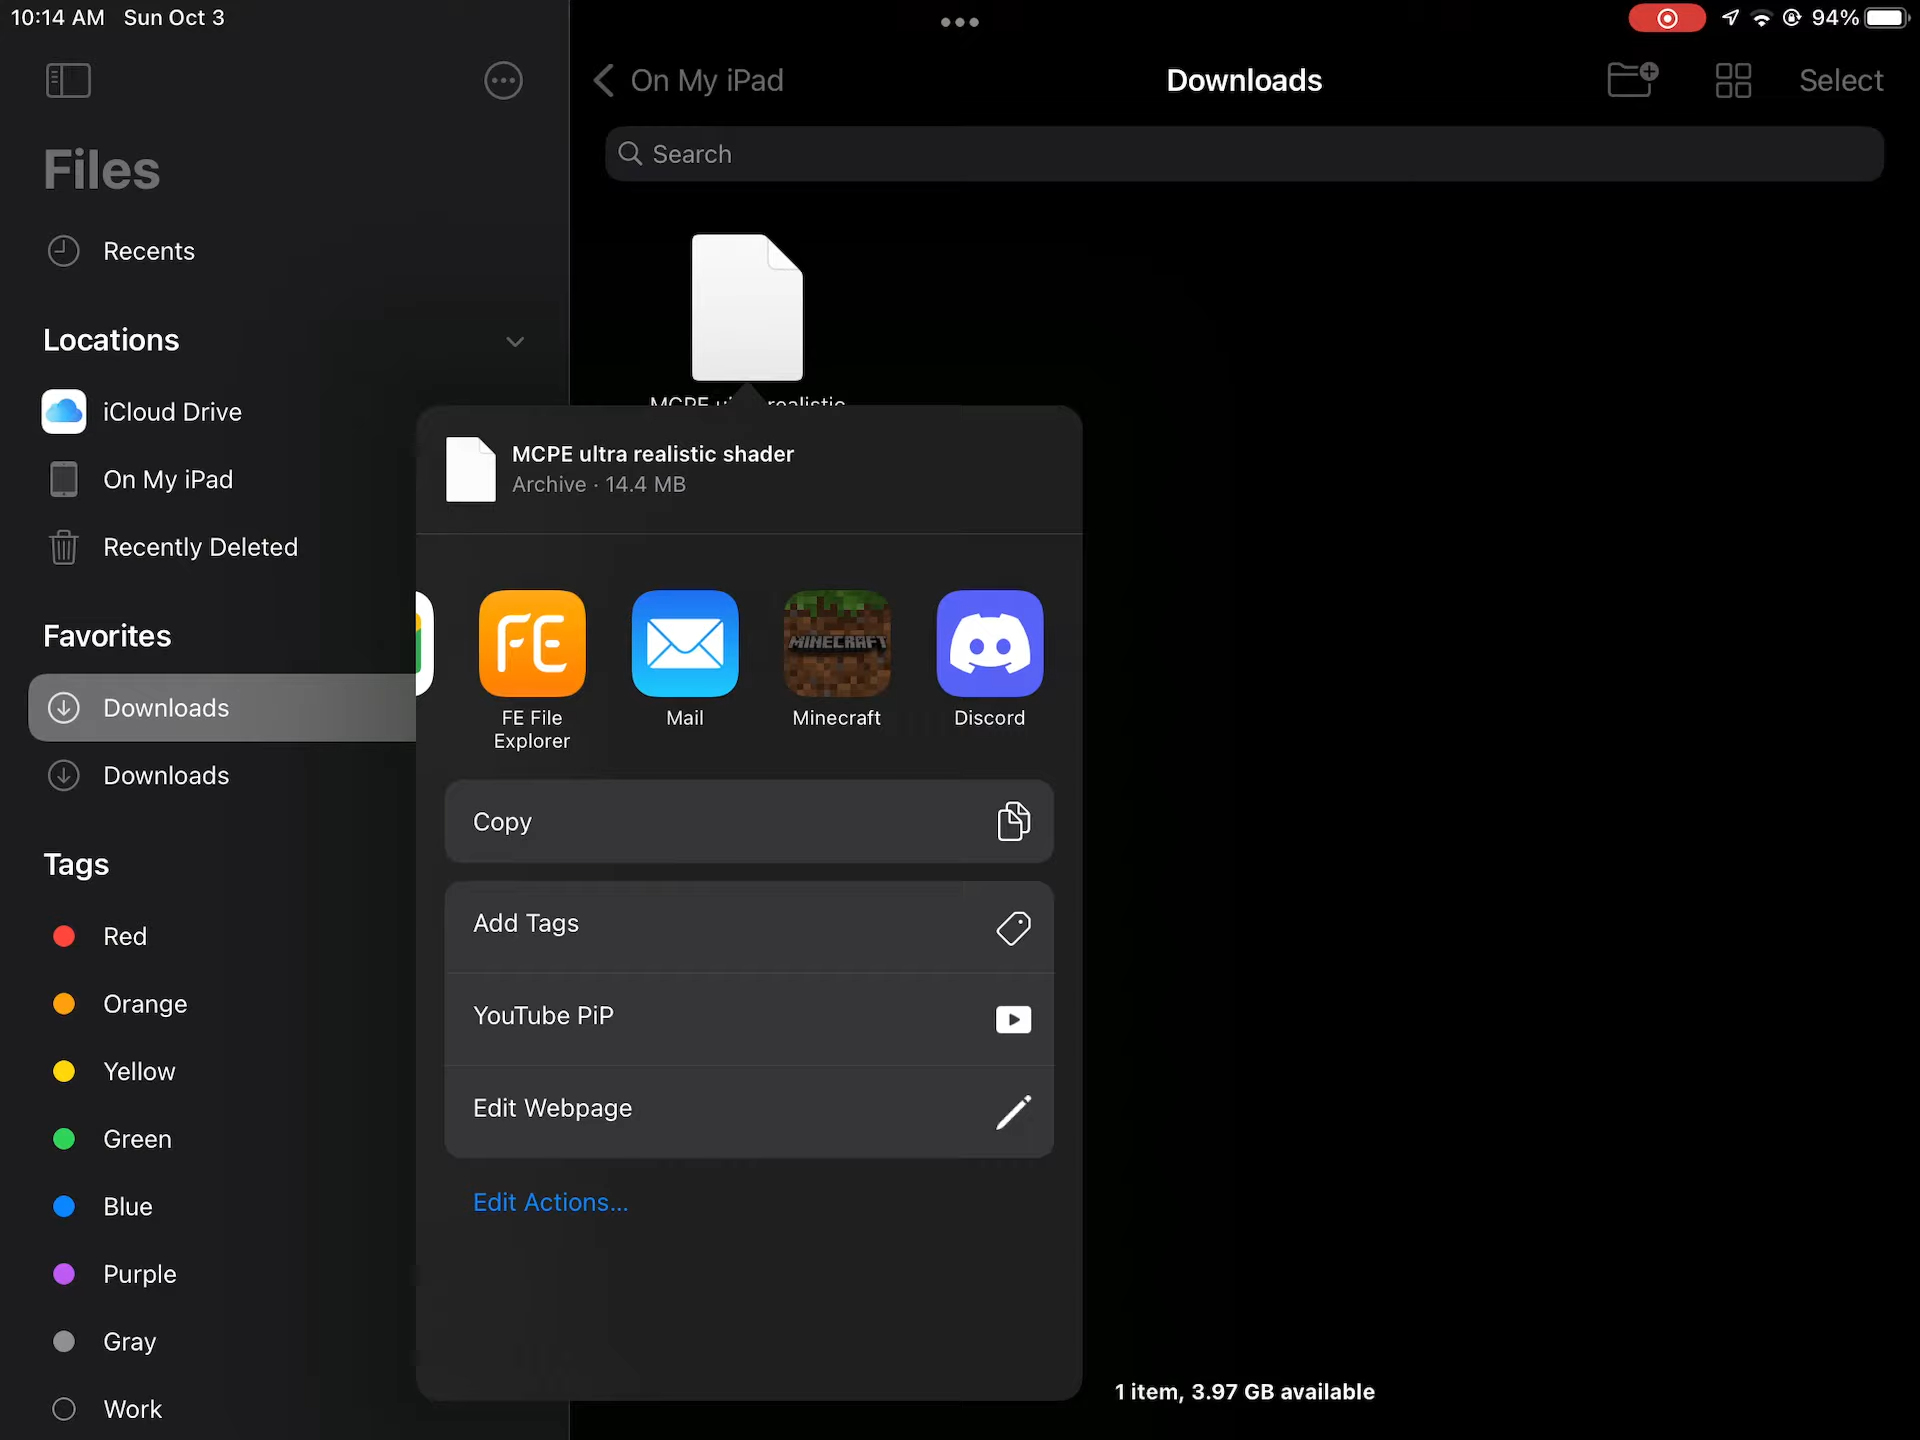 10:14 AM Sun Oct 3
94%
Files
Recents
Locations
iCloud Drive
On My iPad
Recently Deleted
Favorites
Downloads
Downloads
Tags
Red
Orange
Yellow
Green
Blue
Purple
Gray
Work
On My iPad
Downloads
Select
Search
MCPE realistic
MCPE ultra realistic shader
Archive · 14.4 MB
FE
MINECRAFT
FE File
Explorer
Mail
Minecraft
Discord
Copy
Add Tags
YouTube PiP
Edit Webpage
Edit Actions...
1 item, 3.97 GB available